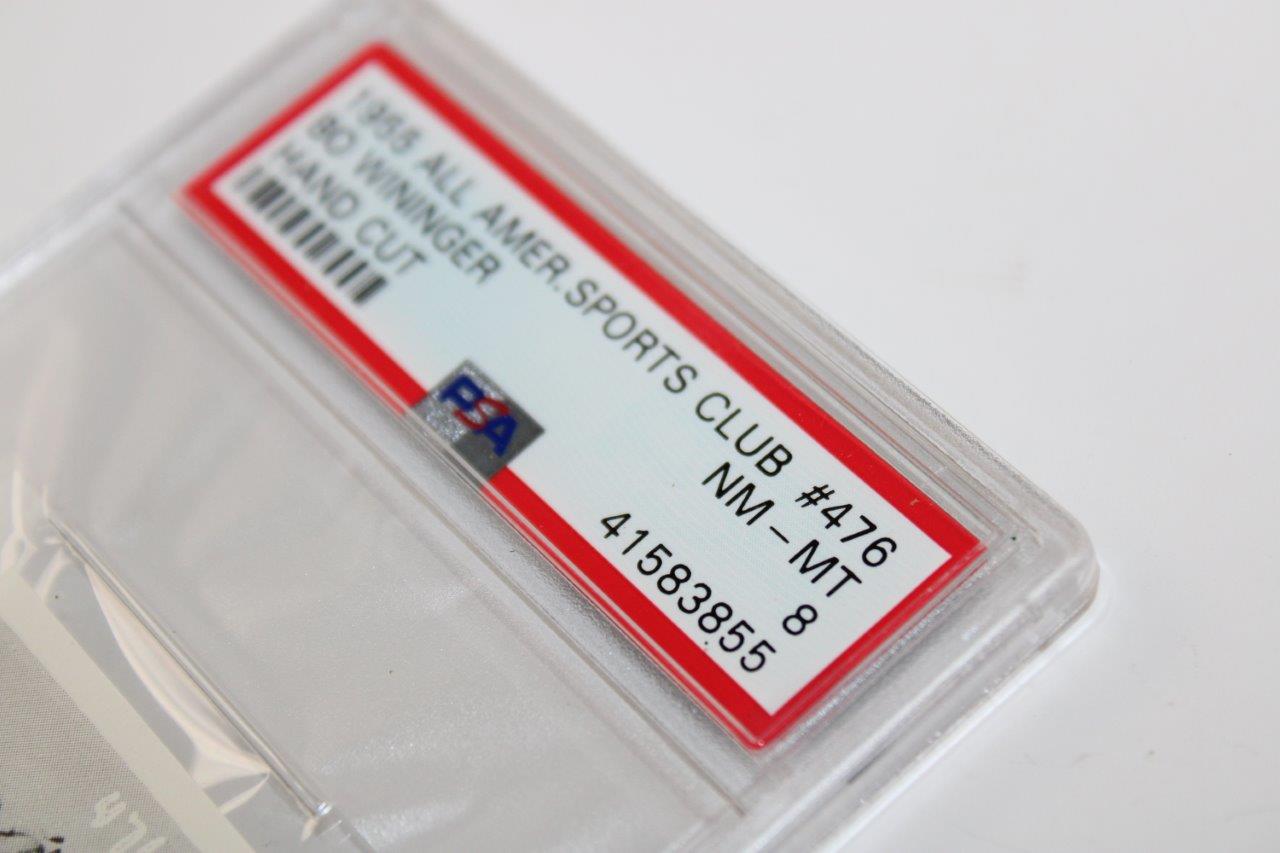 1955 ALL AMER.SPORTS CLUB #476
BO WININGER NM-MT
HAND CUT 8
41583855
PSA